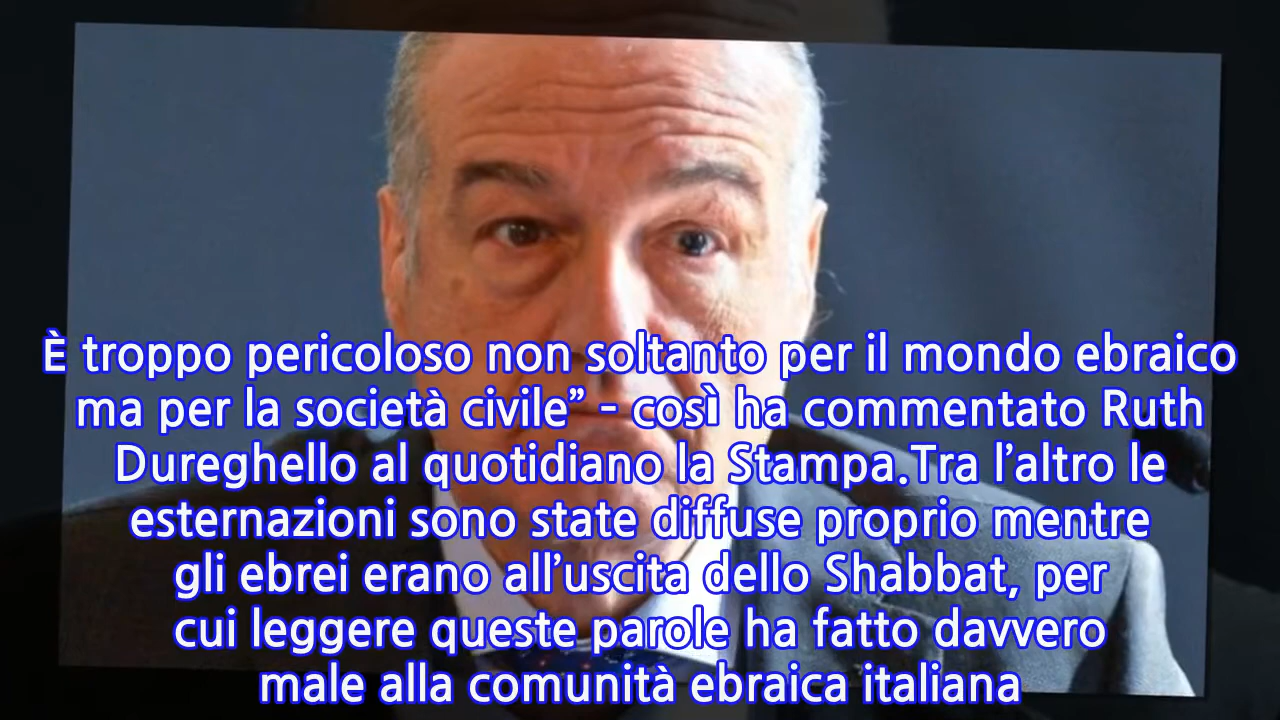 È troppo pericoloso non soltanto per il mondo ebraico
ma per la società civile” - così ha commentato Ruth
Dureghello al quotidiano la Stampa.Tra l’altro le
esternazioni sono state diffuse proprio mentre
gli ebrei erano all’uscita dello Shabbat, per
cui leggere queste parole ha fatto davvero
male alla comunità ebraica italiana